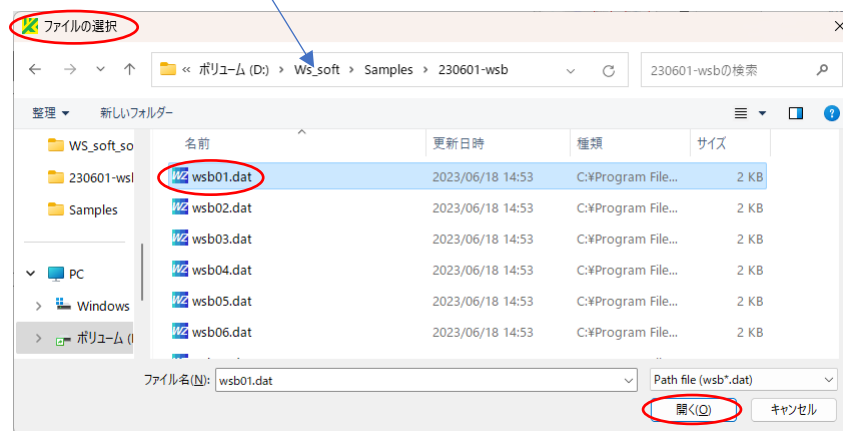 ファイルの選択
« ポリューム (D:) › Ws_soft › Samples › 230601-wsb
230601-wsbの検索
整理 新しいフォルダー
名前 更新日時 種類 サイズ
WS_soft_so
230601-wsl
Samples
PC
Windows
ポリューム (
wsb01.dat 2023/06/18 14:53 C:¥Program File... 2 KB
wsb02.dat 2023/06/18 14:53 C:¥Program File... 2 KB
wsb03.dat 2023/06/18 14:53 C:¥Program File... 2 KB
wsb04.dat 2023/06/18 14:53 C:¥Program File... 2 KB
wsb05.dat 2023/06/18 14:53 C:¥Program File... 2 KB
wsb06.dat 2023/06/18 14:53 C:¥Program File... 2 KB
ファイル名(N): wsb01.dat
Path file (wsb*.dat)
開く(O) キャンセル